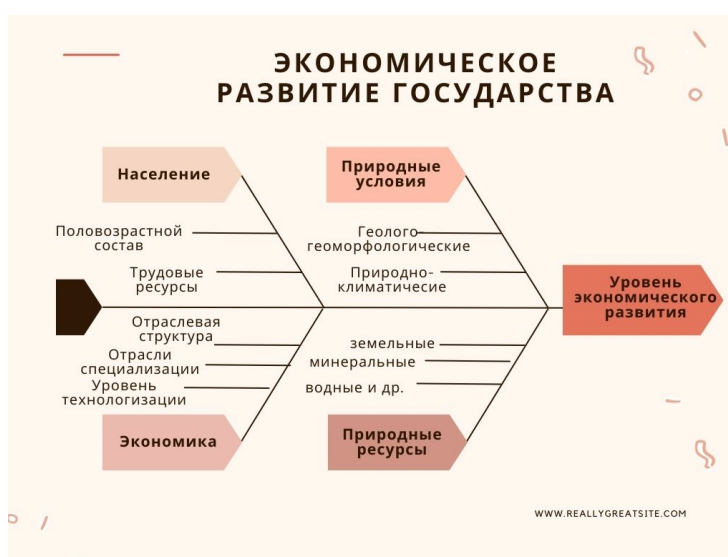 ЭКОНОМИЧЕСКОЕ
РАЗВИТИЕ ГОСУДАРСТВА
Население
Половозрастной
состав
Трудовые
ресурсы
Природные
условия
Геолого-
геоморфологические
Природно-
климатичесие
Уровень
экономического
развития
Отраслевая
структура
Отрасли
специализации
Уровень
технологизации
Экономика
земельные
минеральные
водные и др.
Природные
ресурсы
WWW.REALLYGREATSITE.COM